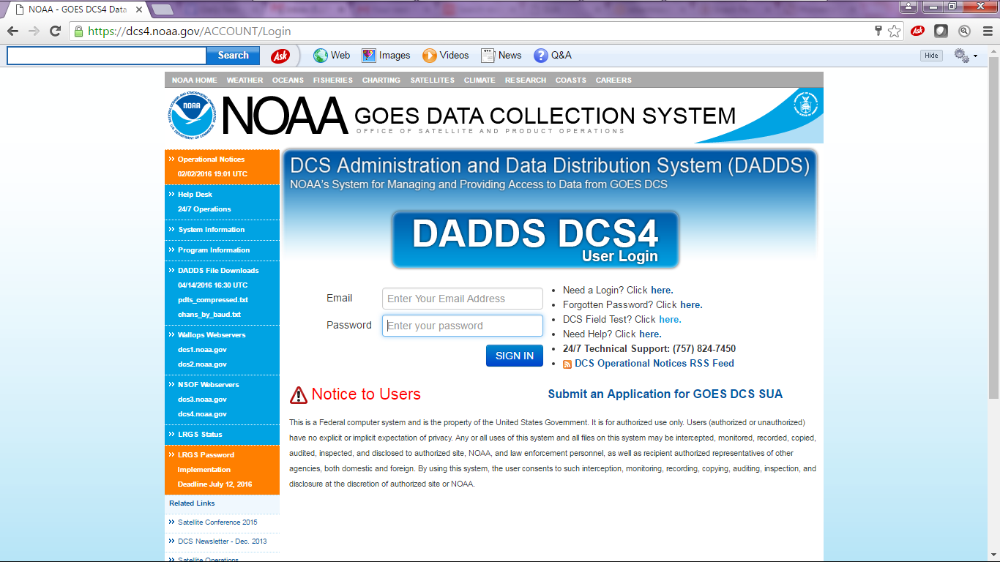 NOAA - GOES DCS4 Data
https://dcs4.noaa.gov/ACCOUNT/Login
Ask
Search
Ask
Web
Images
Videos
News
Q&A
Hide
NOAA HOME WEATHER OCEANS FISHERIES CHARTING SATELLITES CLIMATE RESEARCH COASTS CAREERS
NOAA
NOAA GOES DATA COLLECTION SYSTEM
OFFICE OF SATELLITE AND PRODUCT OPERATIONS
Operational Notices
02/02/2016 19:01 UTC
Help Desk
24/7 Operations
System Information
Program Information
DADDS File Downloads
04/14/2016 16:30 UTC
pdts_compressed.txt
chans_by_baud.txt
Wallops Webservers
dcs1.noaa.gov
dcs2.noaa.gov
NSOF Webservers
dcs3.noaa.gov
dcs4.noaa.gov
LRGS Status
LRGS Password
Implementation
Deadline July 12, 2016
Related Links
Satellite Conference 2015
DCS Newsletter - Dec. 2013
Satellite Operations
DCS Administration and Data Distribution System (DADDS)
NOAA's System for Managing and Providing Access to Data from GOES DCS
DADDS DCS4
User Login
Email
Enter Your Email Address
Password
Enter your password
SIGN IN
Need a Login? Click here.
Forgotten Password? Click here.
DCS Field Test? Click here.
Need Help? Click here.
24/7 Technical Support: (757) 824-7450
DCS Operational Notices RSS Feed
Notice to Users
Submit an Application for GOES DCS SUA
This is a Federal computer system and is the property of the United States Government. It is for authorized use only. Users (authorized or unauthorized)
have no explicit or implicit expectation of privacy. Any or all uses of this system and all files on this system may be intercepted, monitored, recorded, copied,
audited, inspected, and disclosed to authorized site, NOAA, and law enforcement personnel, as well as recipient authorized representatives of other
agencies, both domestic and foreign. By using this system, the user consents to such interception, monitoring, recording, copying, auditing, inspection, and
disclosure at the discretion of authorized site or NOAA.